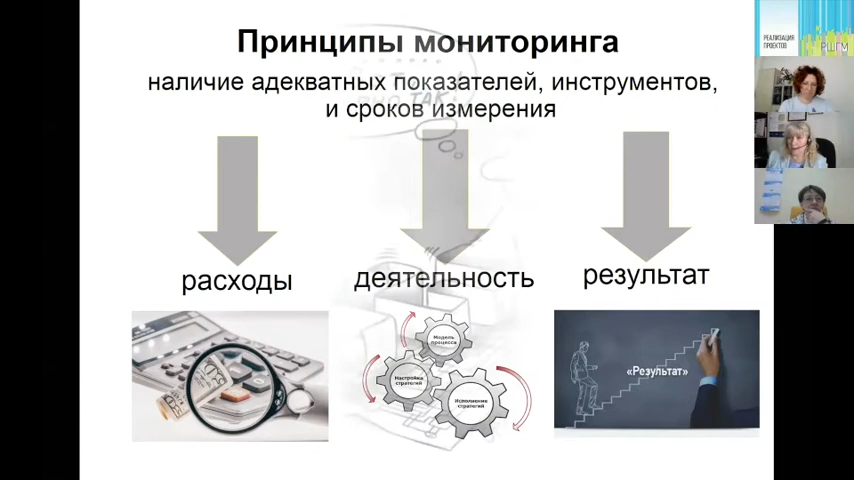 Принципы мониторинга
наличие адекватных показателей, инструментов,
и сроков измерения
расходы
деятельность
результат
Модель
процесса
Настройка
стратегий
Исполнение
стратегий
«Результат»
РЕАЛИЗАЦИЯ
ПРОЕКТОВ
РШГМ